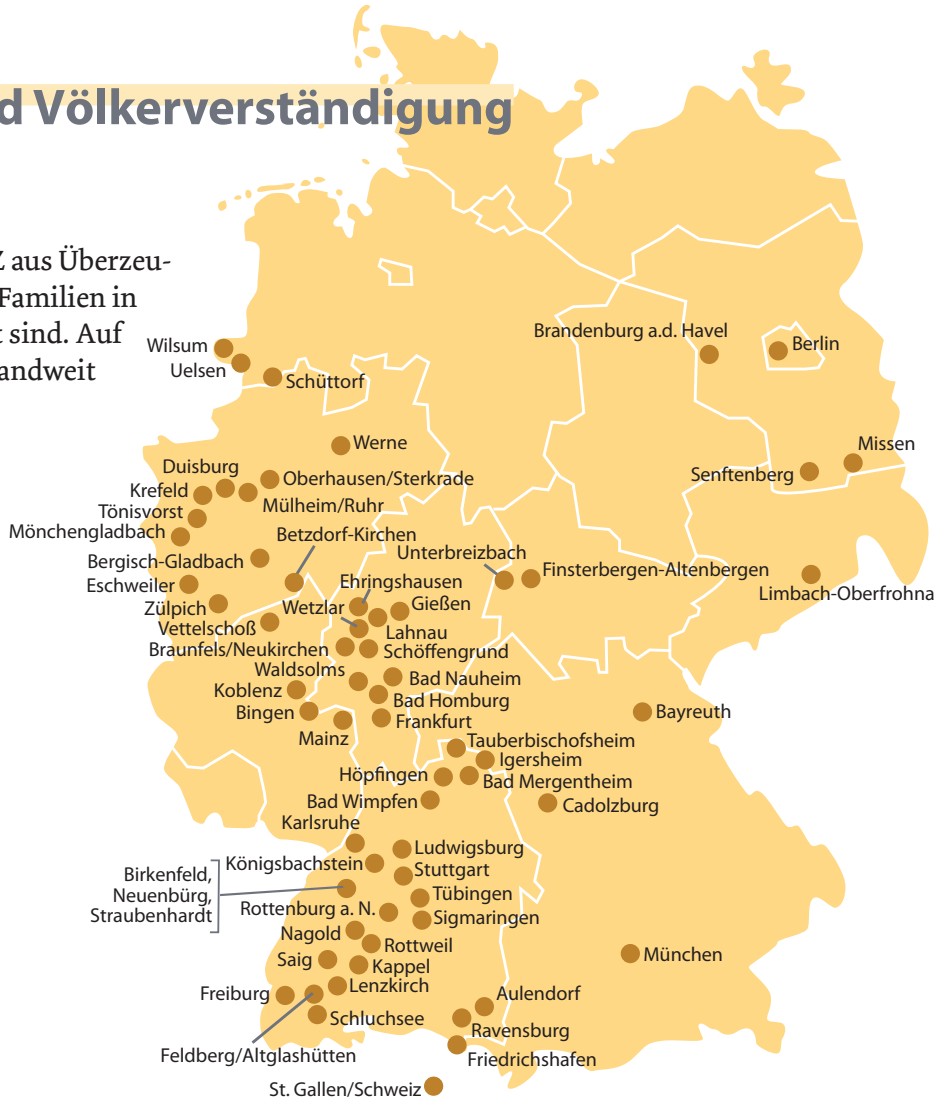 d Völkerverständigung
Z aus Überzeu-
Familien in
t sind. Auf
andweit
Wilsum
Uelsen
Schüttorf
Brandenburg a.d. Havel
Berlin
Werne
Missen
Senftenberg
Duisburg
Oberhausen/Sterkrade
Krefeld
Mülheim/Ruhr
Tönisvorst
Mönchengladbach
Betzdorf-Kirchen
Unterbreizbach
Bergisch-Gladbach
Finsterbergen-Altenbergen
Eschweiler
Ehringshausen
Limbach-Oberfrohna
Zülpich
Wetzlar
Gießen
Vettelschoß
Lahnau
Braunfels/Neukirchen
Schöffengrund
Waldsolms
Bad Nauheim
Koblenz
Bad Homburg
Bingen
Frankfurt
Bayreuth
Mainz
Tauberbischofsheim
Igersheim
Höpfingen
Bad Mergentheim
Bad Wimpfen
Cadolzburg
Karlsruhe
Ludwigsburg
Königsbachstein
Stuttgart
Birkenfeld,
Neuenbürg,
Straubenhardt
Tübingen
Rottenburg a. N.
Sigmaringen
Nagold
Rottweil
München
Saig
Kappel
Lenzkirch
Freiburg
Aulendorf
Schluchsee
Ravensburg
Feldberg/Altglashütten
Friedrichshafen
St. Gallen/Schweiz